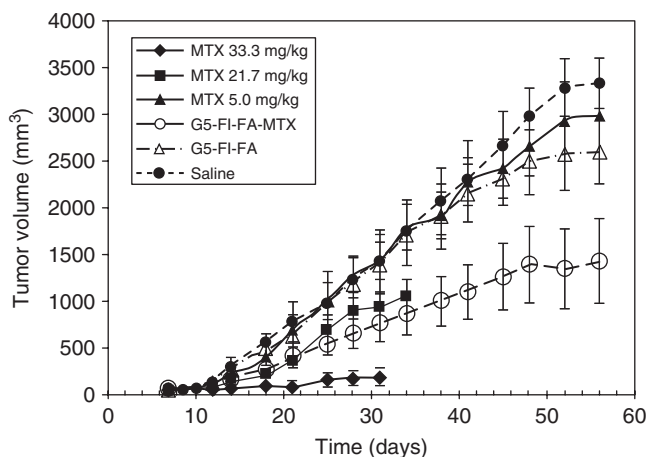 4000
3500
3000
2500
2000
1500
1000
500
0
Tumor volume (mm³)
MTX 33.3 mg/kg
MTX 21.7 mg/kg
MTX 5.0 mg/kg
G5-FI-FA-MTX
G5-FI-FA
Saline
0 10 20 30 40 50 60
Time (days)